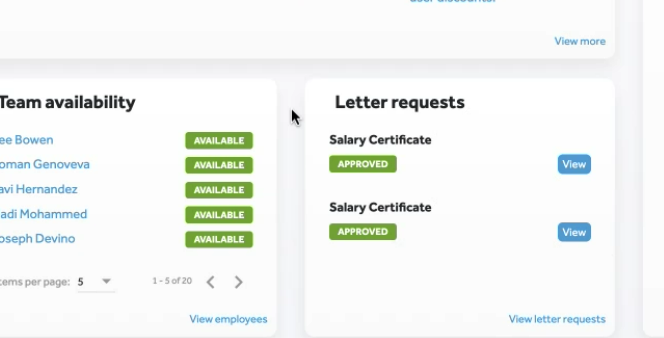 View more
Team availability
ee Bowen AVAILABLE
oman Genoveva AVAILABLE
avi Hernandez AVAILABLE
adi Mohammed AVAILABLE
oseph Devino AVAILABLE
tems per page: 5 1 - 5 of 20
View employees
Letter requests
Salary Certificate
APPROVED View
Salary Certificate
APPROVED View
View letter requests